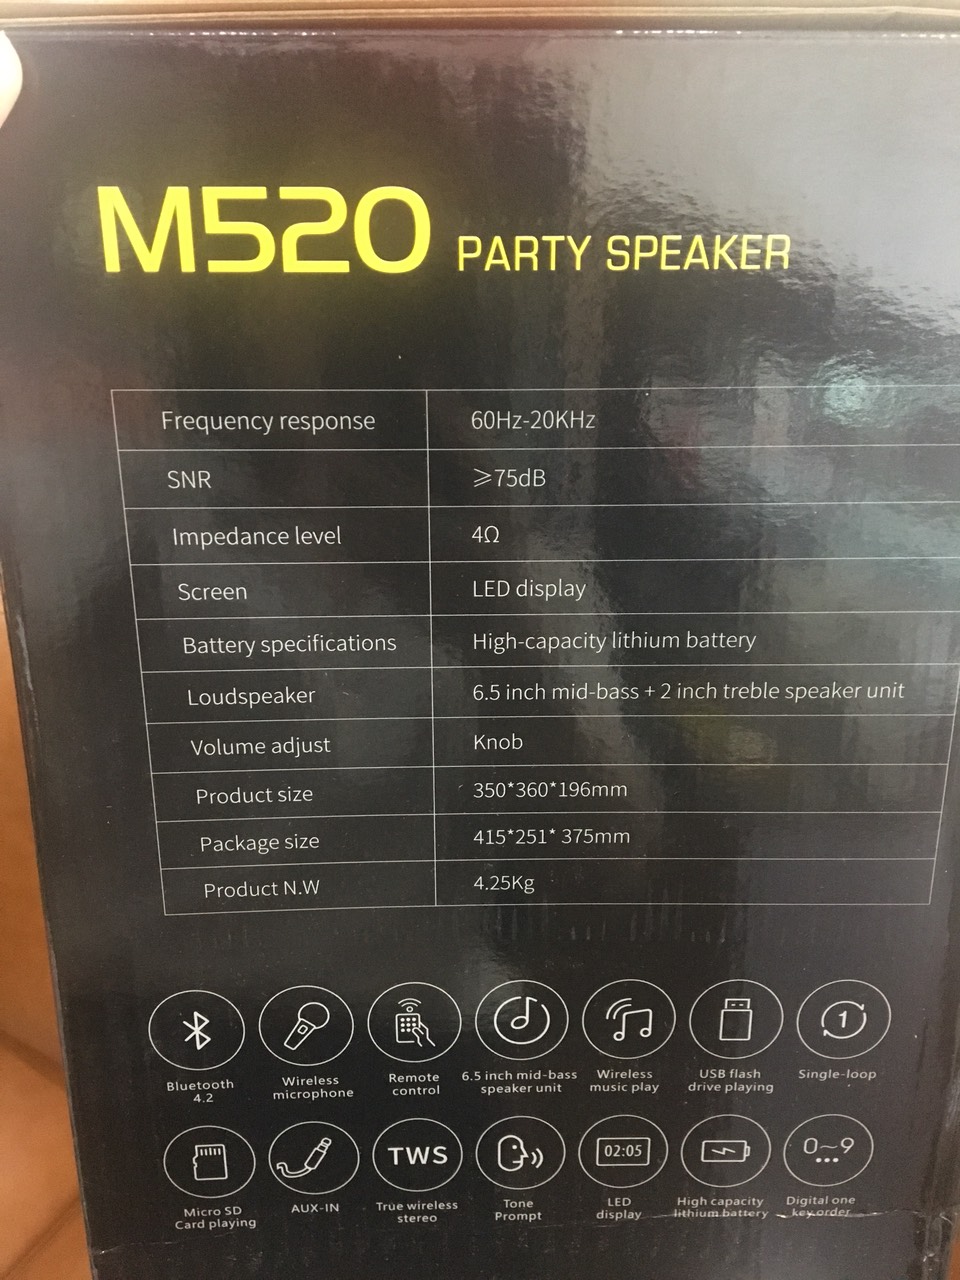 M520 PARTY SPEAKER
Frequency response 60Hz-20KHz
SNR ≥75dB
Impedance level 4Ω
Screen LED display
Battery specifications High-capacity lithium battery
Loudspeaker 6.5 inch mid-bass + 2 inch treble speaker unit
Volume adjust Knob
Product size 350*360*196mm
Package size 415*251* 375mm
Product N.W 4.25Kg
1
Bluetooth
4.2
Wireless
microphone
Remote
control
6.5 inch mid-bass
speaker unit
Wireless
music play
USB flash
drive playing
Single-loop
TWS
02:05
0~9
Micro SD
Card playing
AUX-IN
True wireless
stereo
Tone
Prompt
LED
display
High capacity
lithium battery
Digital one
key order